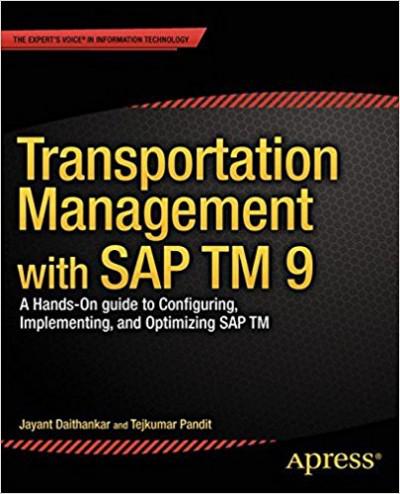 THE EXPERT'S VOICE® IN INFORMATION TECHNOLOGY
Transportation
Management
with SAP TM 9
A Hands-On guide to Configuring,
Implementing, and Optimizing SAP TM
Jayant Daithankar and Tejkumar Pandit
Apress®